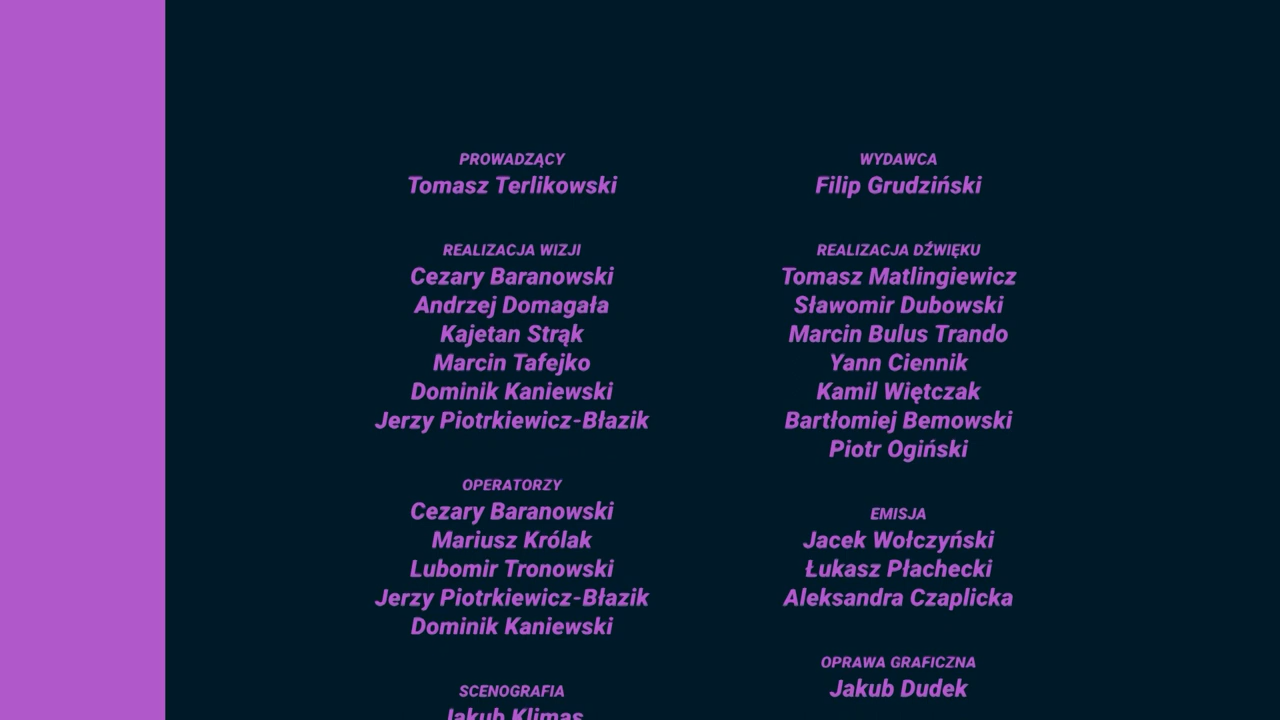 PROWADZĄCY
Tomasz Terlikowski
REALIZACJA WIZJI
Cezary Baranowski
Andrzej Domagała
Kajetan Strąk
Marcin Tafejko
Dominik Kaniewski
Jerzy Piotrkiewicz-Błazik
OPERATORZY
Cezary Baranowski
Mariusz Królak
Lubomir Tronowski
Jerzy Piotrkiewicz-Błazik
Dominik Kaniewski
SCENOGRAFIA
Jakub Klimas
WYDAWCA
Filip Grudziński
REALIZACJA DŹWIĘKU
Tomasz Matlingiewicz
Sławomir Dubowski
Marcin Bulus Trando
Yann Ciennik
Kamil Więtczak
Bartłomiej Bemowski
Piotr Ogiński
EMISJA
Jacek Wołczyński
Łukasz Płachecki
Aleksandra Czaplicka
OPRAWA GRAFICZNA
Jakub Dudek